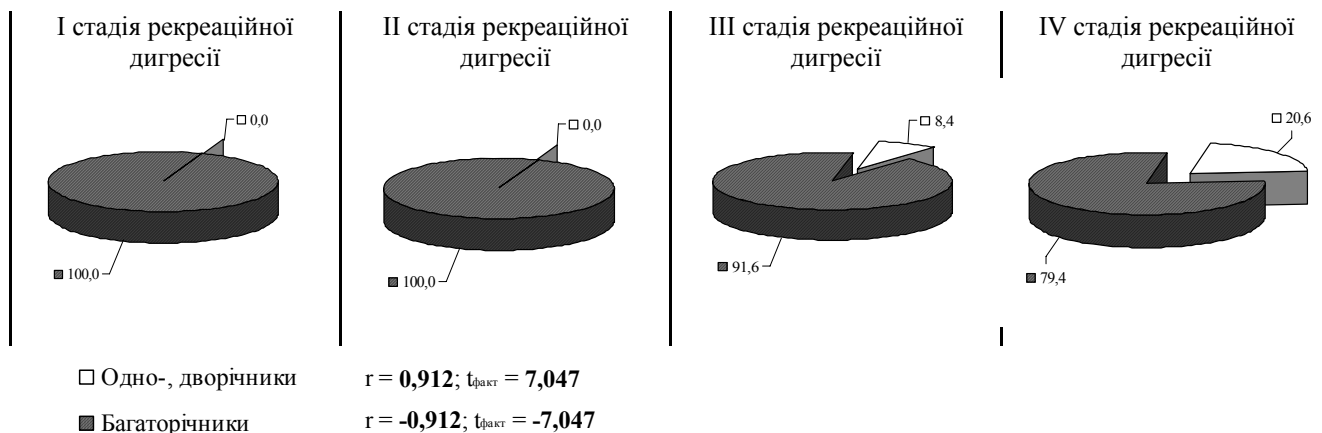 І стадія рекреаційної
дигресії
ІІ стадія рекреаційної
дигресії
ІІІ стадія рекреаційної
дигресії
ІV стадія рекреаційної
дигресії
0,0
100,0
0,0
100,0
8,4
91,6
20,6
79,4
Одно-, дворічники
r = 0,912; tфакт = 7,047
Багаторічники
r = -0,912; tфакт = -7,047